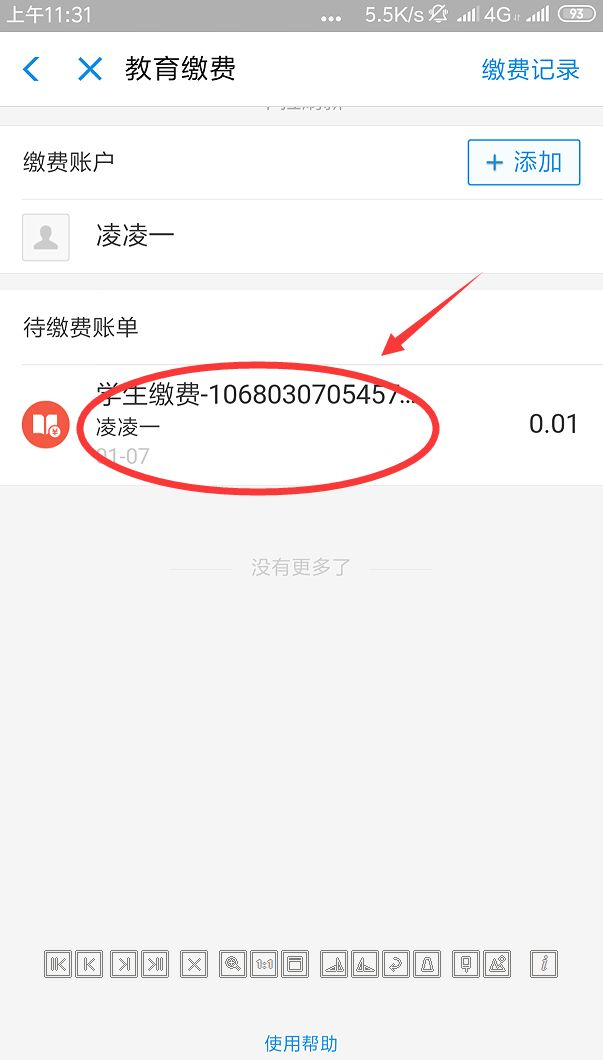 上午11:31 ... 5.5K/s 4G 93
教育缴费 缴费记录
缴费账户 + 添加
凌凌一
待缴费账单
学生缴费-1068030705457...
凌凌一 0.01
01-07
没有更多了
1:1 i
使用帮助